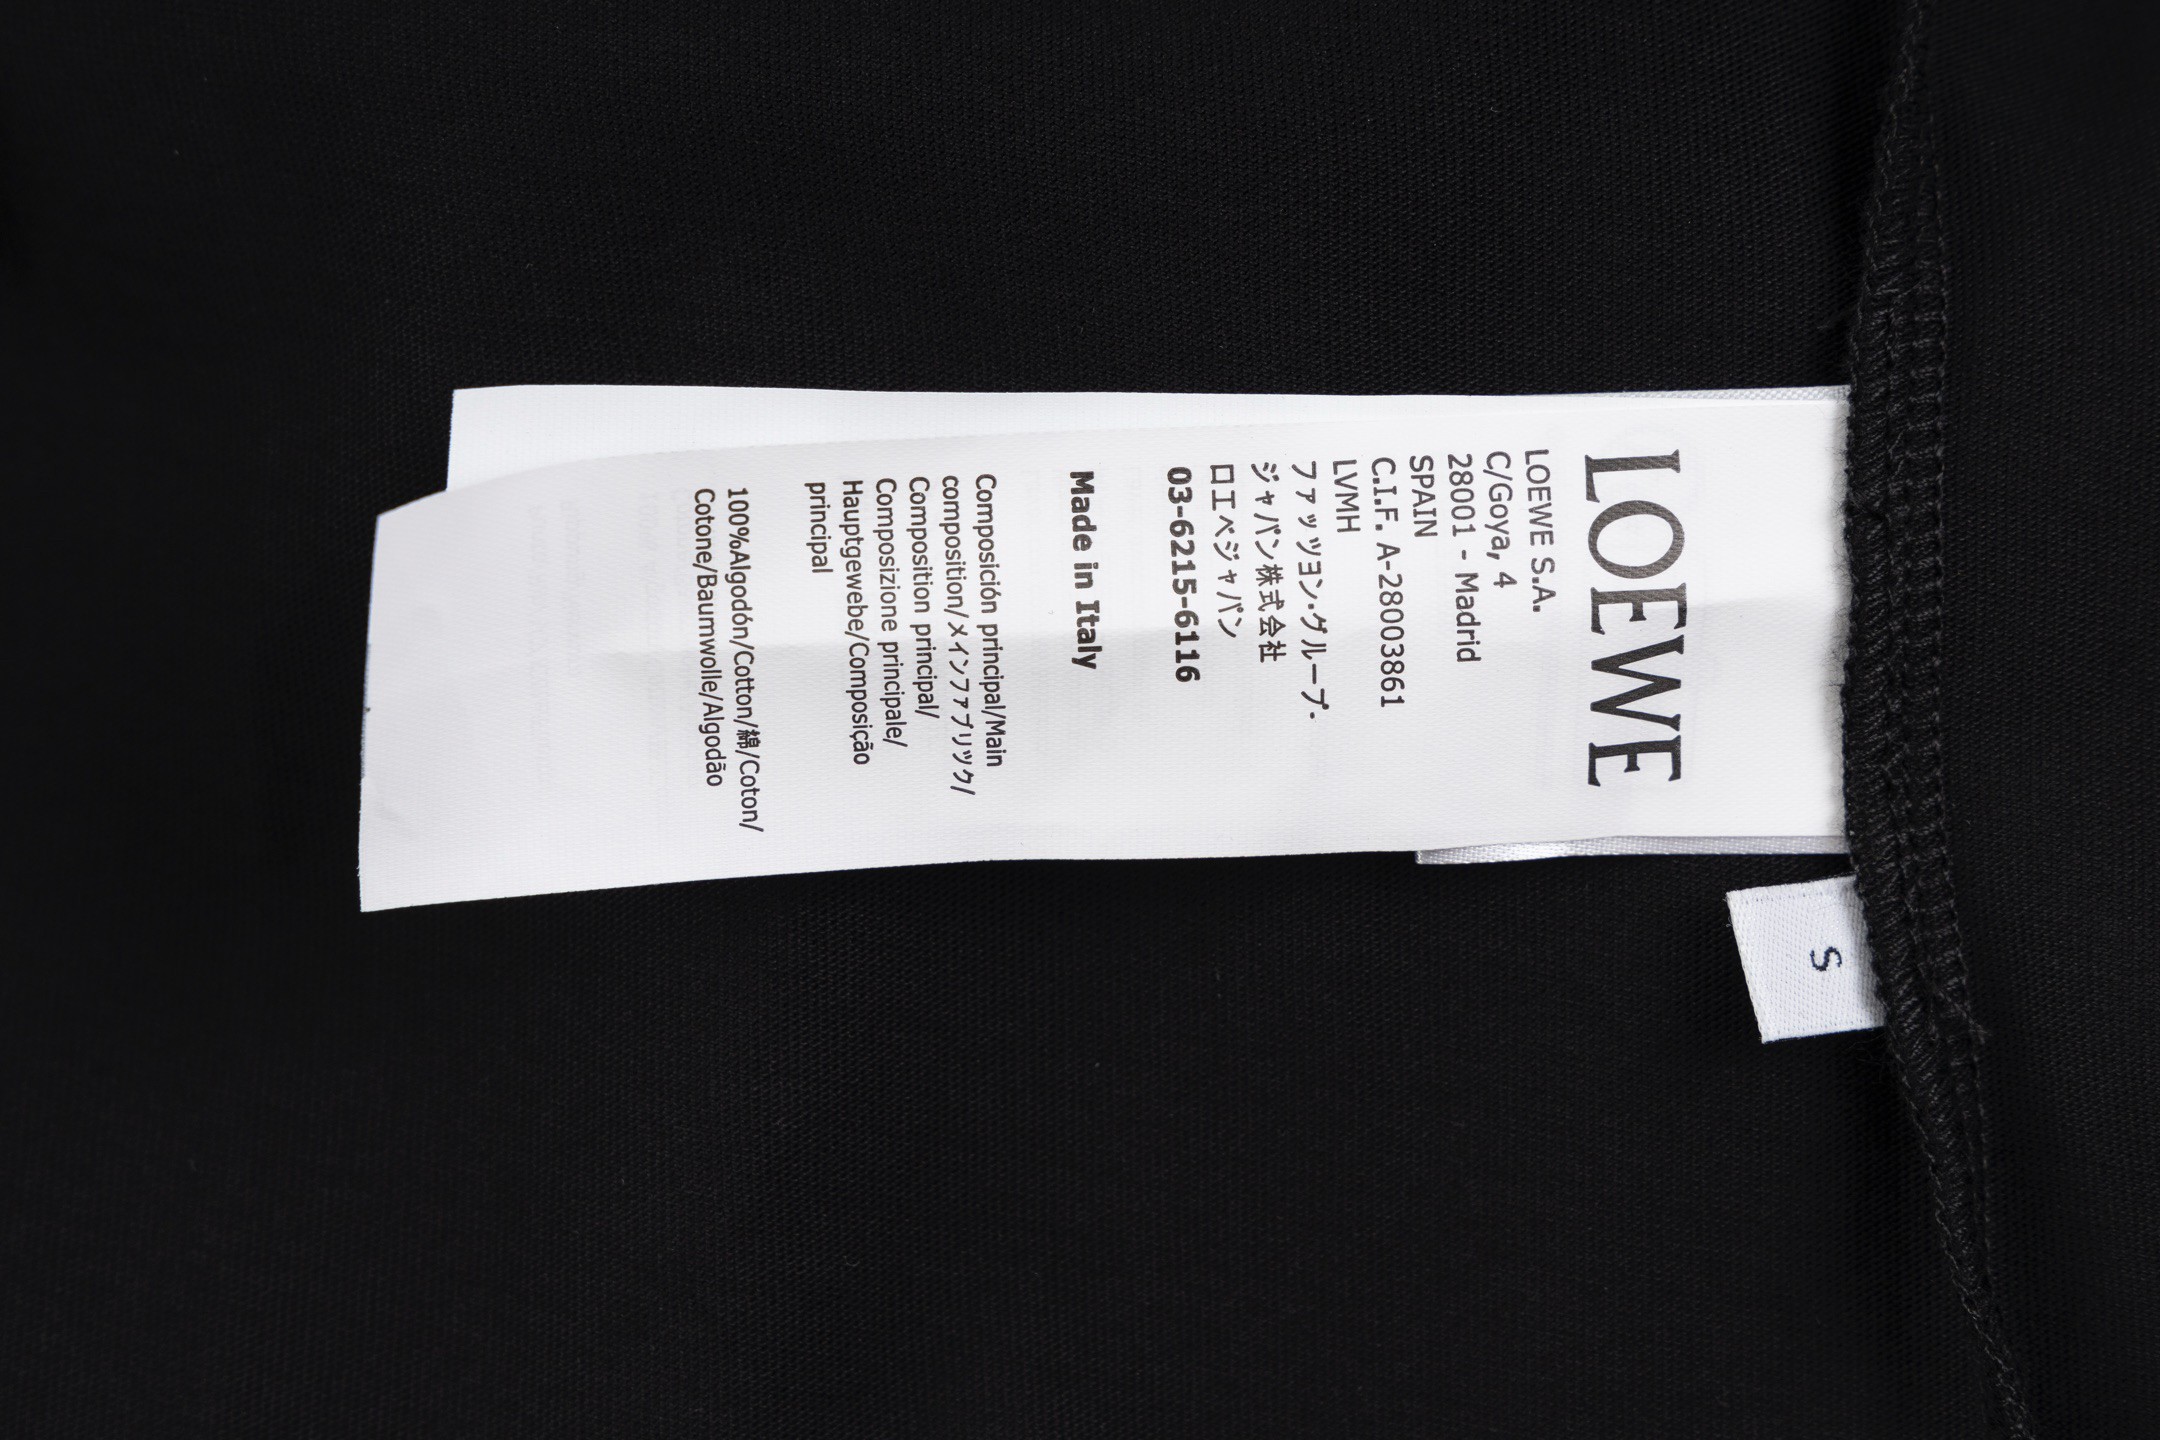 LOEWE
LOEWE S.A.
C/Goya, 4
28001 - Madrid
SPAIN
C.I.F. A-28003861
LVMH
ファッツヨン・グループ・
ジャパン株式会社
ロエベジャパン
03-6215-6116
Made in Italy
Composición principal/Main
composition/メインファブリツク/
Composition principal/
Composizione principale/
Hauptgewebe/Composição
principal
100%Algodón/Cotton/綿/Coton/
Cotone/Baumwolle/Algodão
S